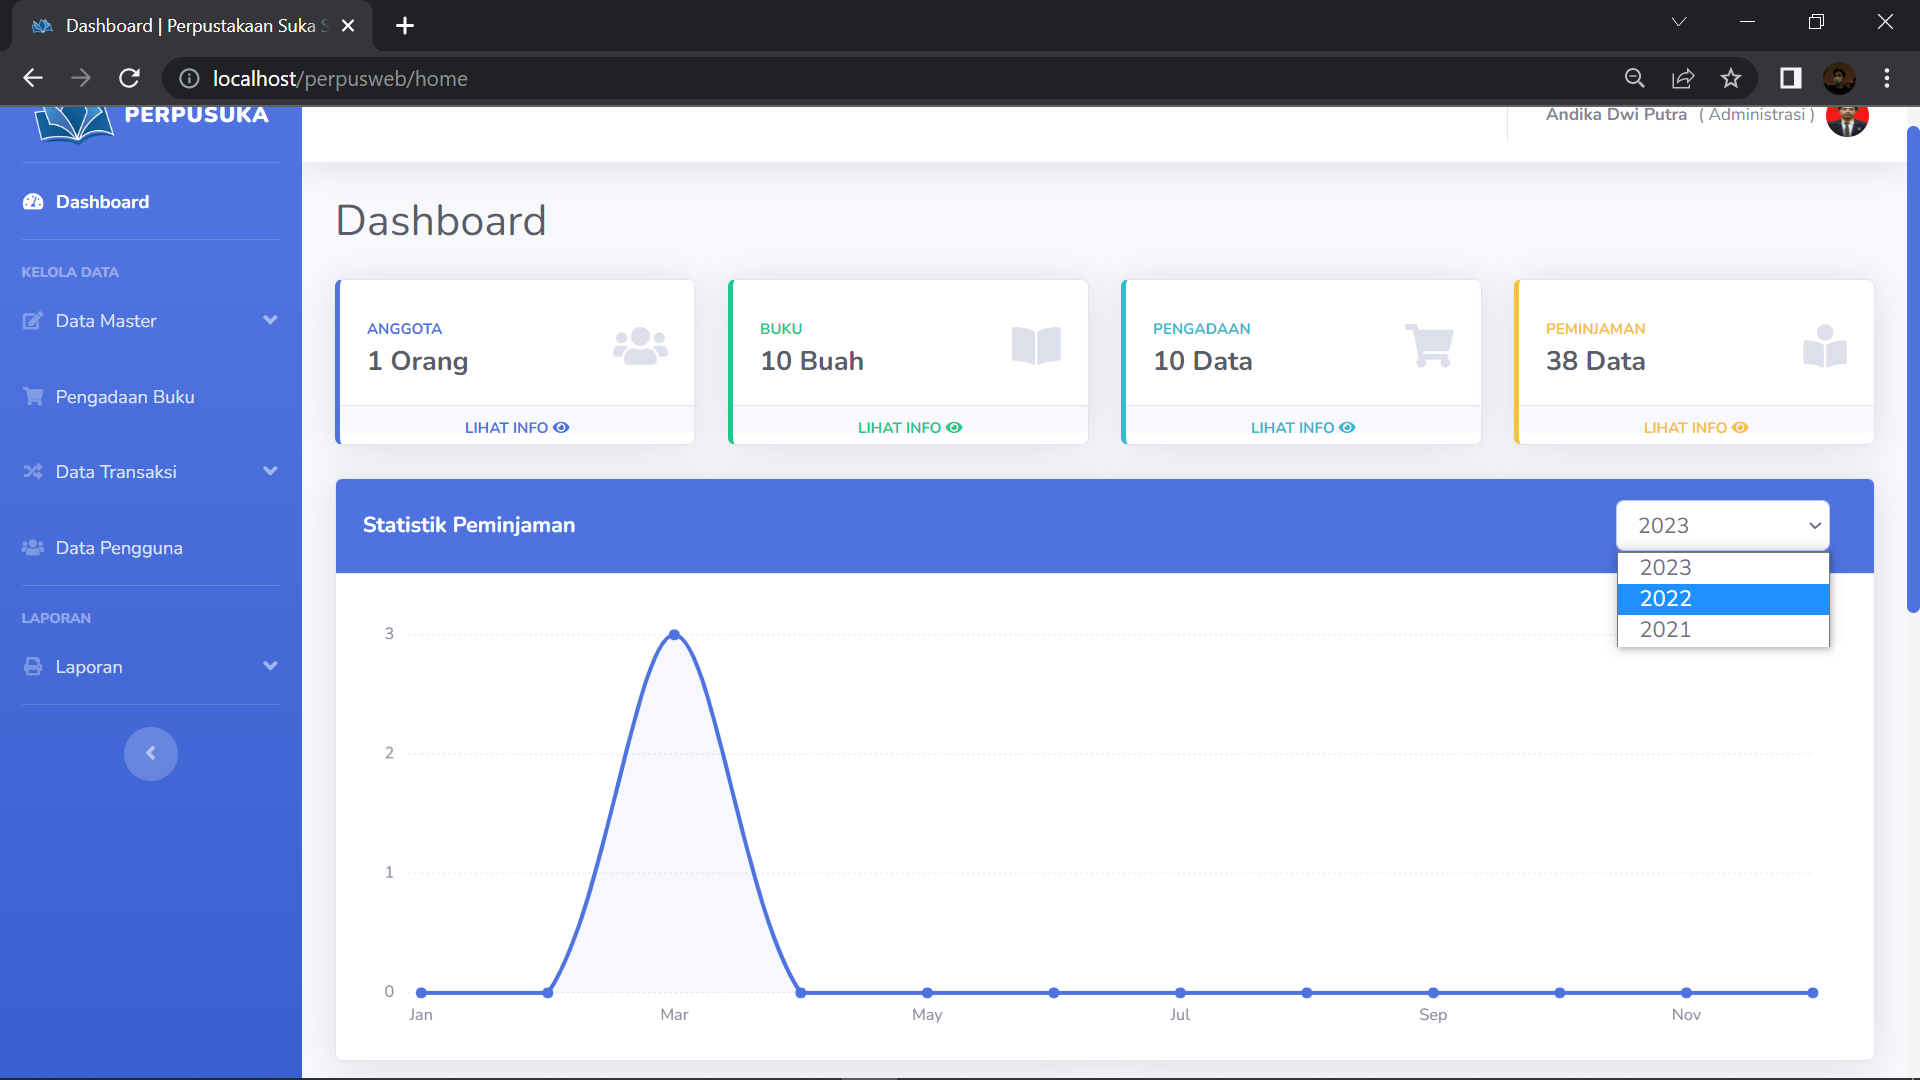 Dashboard | Perpustakaan Suka S
localhost/perpusweb/home
PERPUSUKA
Andika Dwi Putra ( Administrasi )
Dashboard
KELOLA DATA
Data Master
Pengadaan Buku
Data Transaksi
Data Pengguna
LAPORAN
Laporan
Dashboard
ANGGOTA
1 Orang
LIHAT INFO
BUKU
10 Buah
LIHAT INFO
PENGADAAN
10 Data
LIHAT INFO
PEMINJAMAN
38 Data
LIHAT INFO
Statistik Peminjaman
2023
2023
2022
2021
3
2
1
0
Jan Mar May Jul Sep Nov